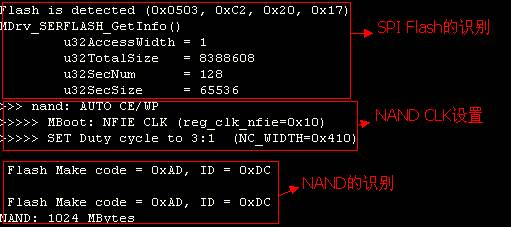 Flash is detected (0x0503, 0xC2, 0x20, 0x17)
MDrv_SERFLASH_GetInfo()
u32AccessWidth = 1
u32TotalSize = 8388608
u32SecNum = 128
u32SecSize = 65536
SPI Flash的识别
>>> nand: AUTO CE/WP
>>>>> MBoot: NFIE CLK (reg_clk_nfie=0x10)
>>>>> SET Duty cycle to 3:1 (NC_WIDTH=0x410)
NAND CLK设置
Flash Make code = 0xAD, ID = 0xDC
Flash Make code = 0xAD, ID = 0xDC
NAND: 1024 MBytes
NAND的识别